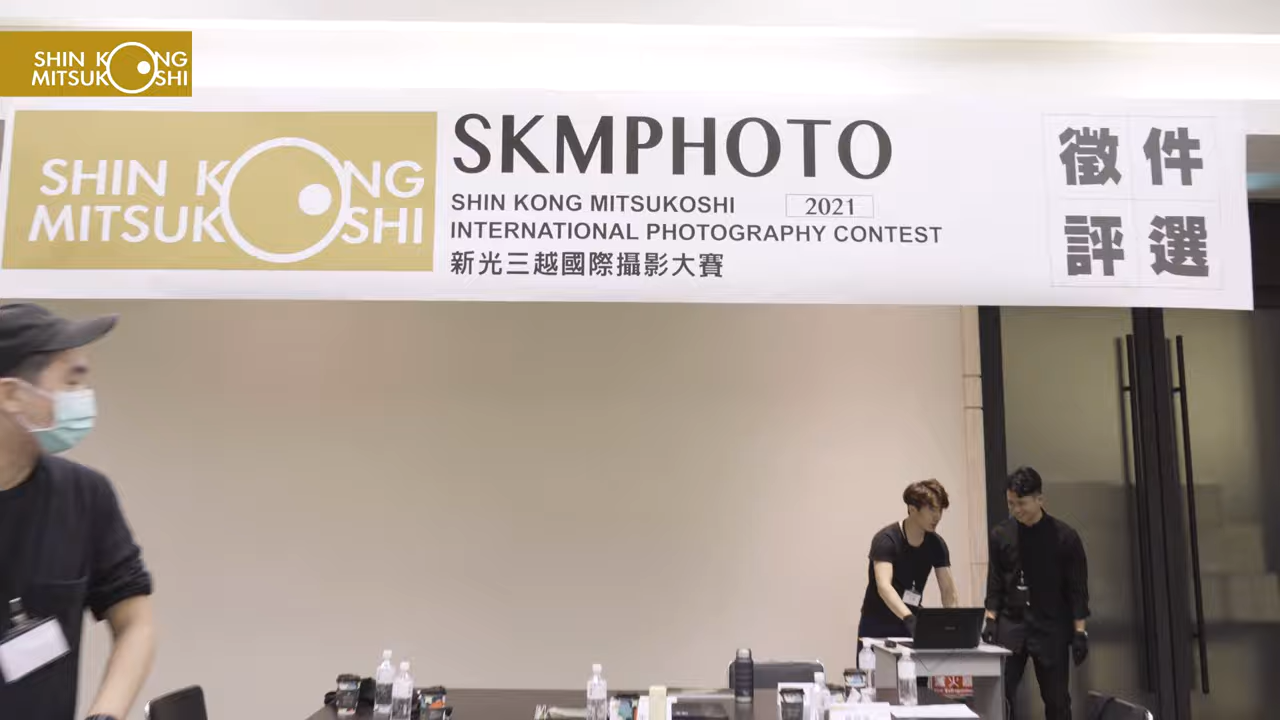 SHIN KONG
MITSUKOSHI
SHIN KONG
MITSUKOSHI
SKMPHOTO
SHIN KONG MITSUKOSHI 2021
INTERNATIONAL PHOTOGRAPHY CONTEST
新光三越國際攝影大賽
徵件
評選